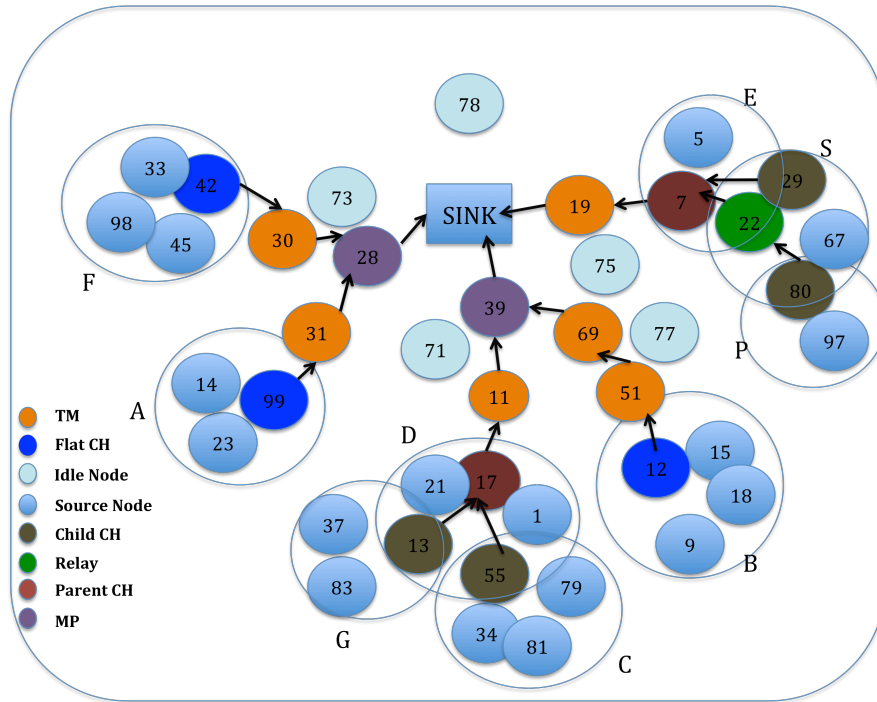 78
E
5
S
33
42
29
73
7
19
SINK
22
98
45
30
67
28
75
F
80
39
31
69
77
97
71
P
14
99
11
51
A
TM
23
D
Flat CH
15
12
21
17
Idle Node
18
Source Node
37
1
Child CH
13
9
B
Relay
55
83
79
Parent CH
34
81
MP
G
C